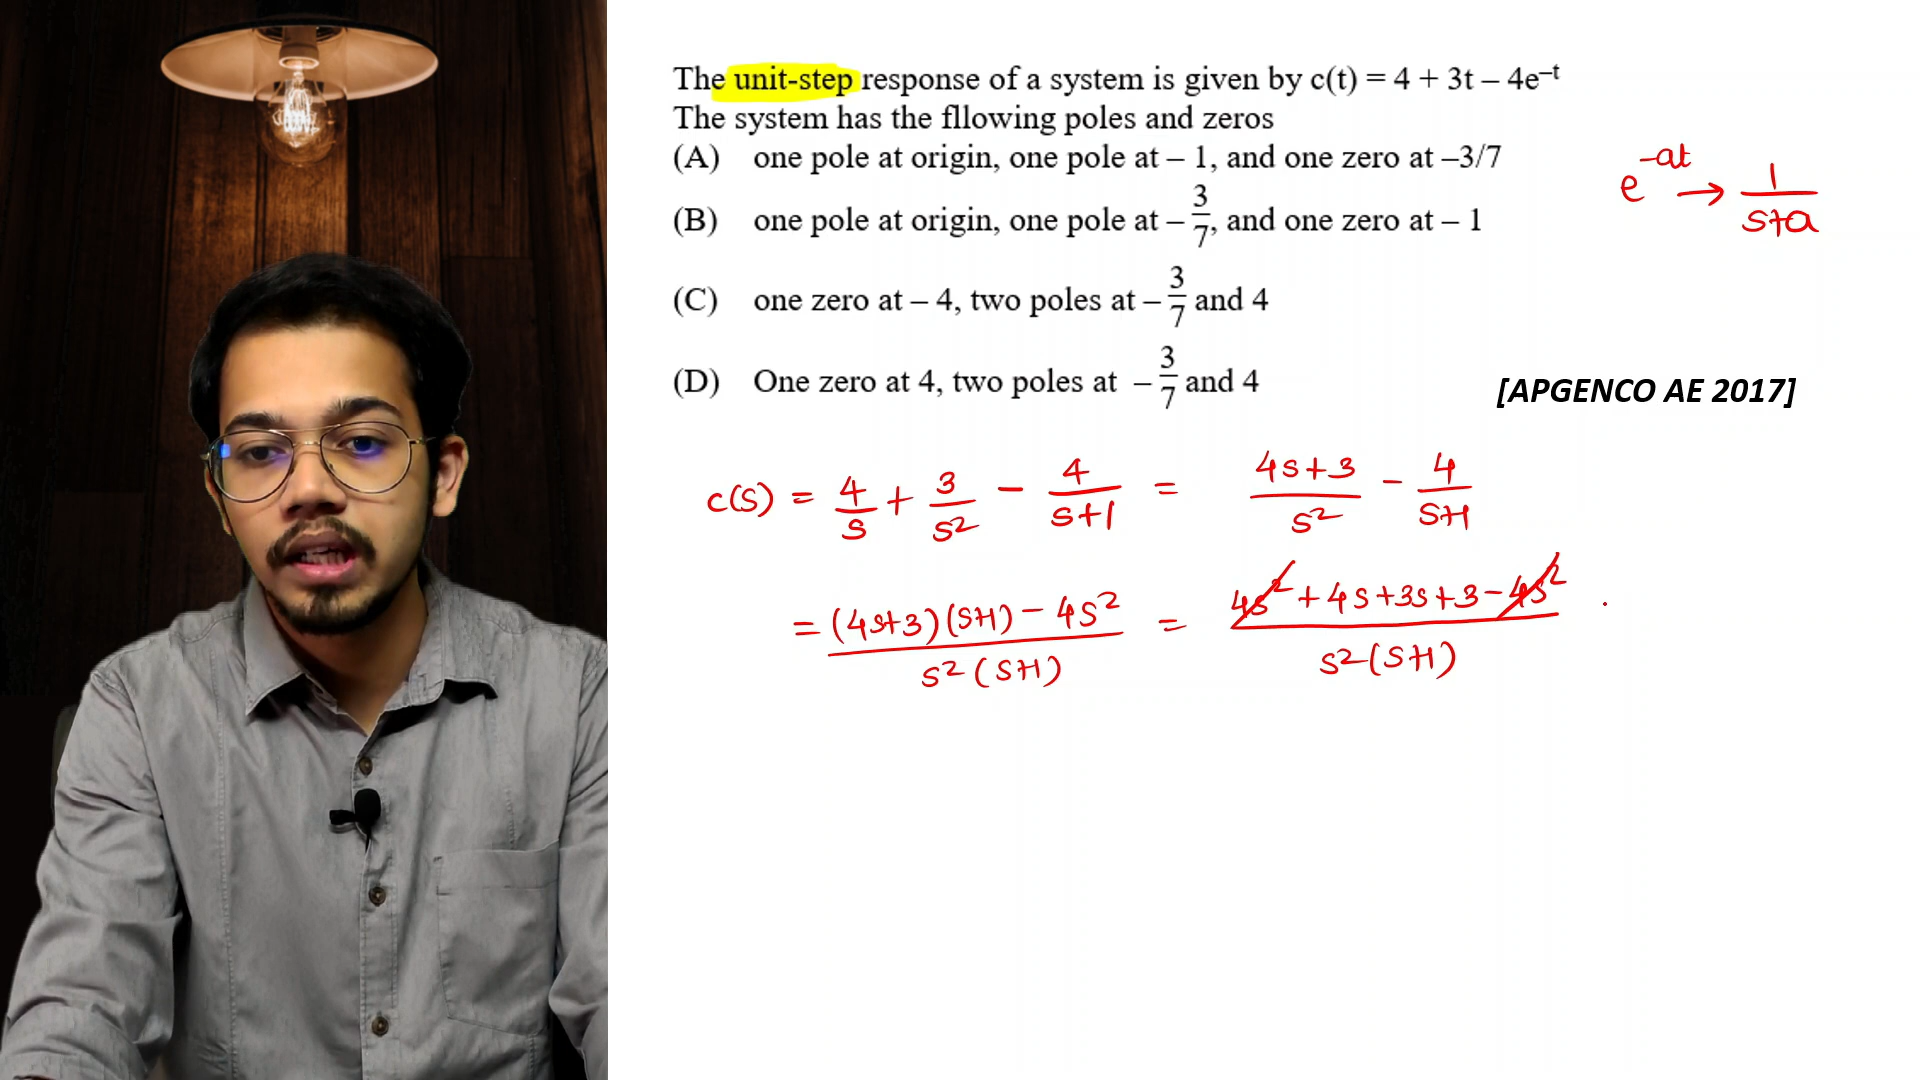 The unit-step response of a system is given by c(t) = 4 + 3t – 4e⁻ᵗ
The system has the fllowing poles and zeros
(A) one pole at origin, one pole at – 1, and one zero at –3/7
(B) one pole at origin, one pole at – 3/7, and one zero at – 1
(C) one zero at – 4, two poles at – 3/7 and 4
(D) One zero at 4, two poles at – 3/7 and 4
e^-at → 1/(s+a)
[APGENCO AE 2017]
c(s) = 4/s + 3/s² − 4/(s+1) = (4s+3)/s² − 4/(s+1)
= ((4s+3)(s+1) − 4s²)/(s²(s+1)) = (4s² + 4s + 3s + 3 − 4s²)/(s²(s+1))